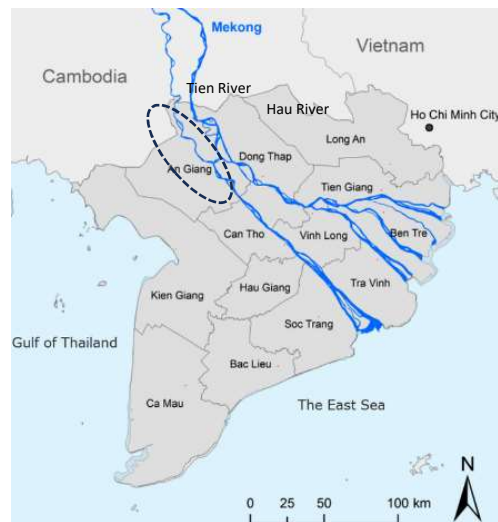 Mekong
Vietnam
Cambodia
Tien River
Hau River
Ho Chi Minh City
Long An
Dong Thap
An Giang
Tien Giang
Can Tho
Vinh Long
Ben Tre
Kien Giang
Hau Giang
Tra Vinh
Soc Trang
Gulf of Thailand
Bac Lieu
Ca Mau
The East Sea
N
0 25 50 100 km